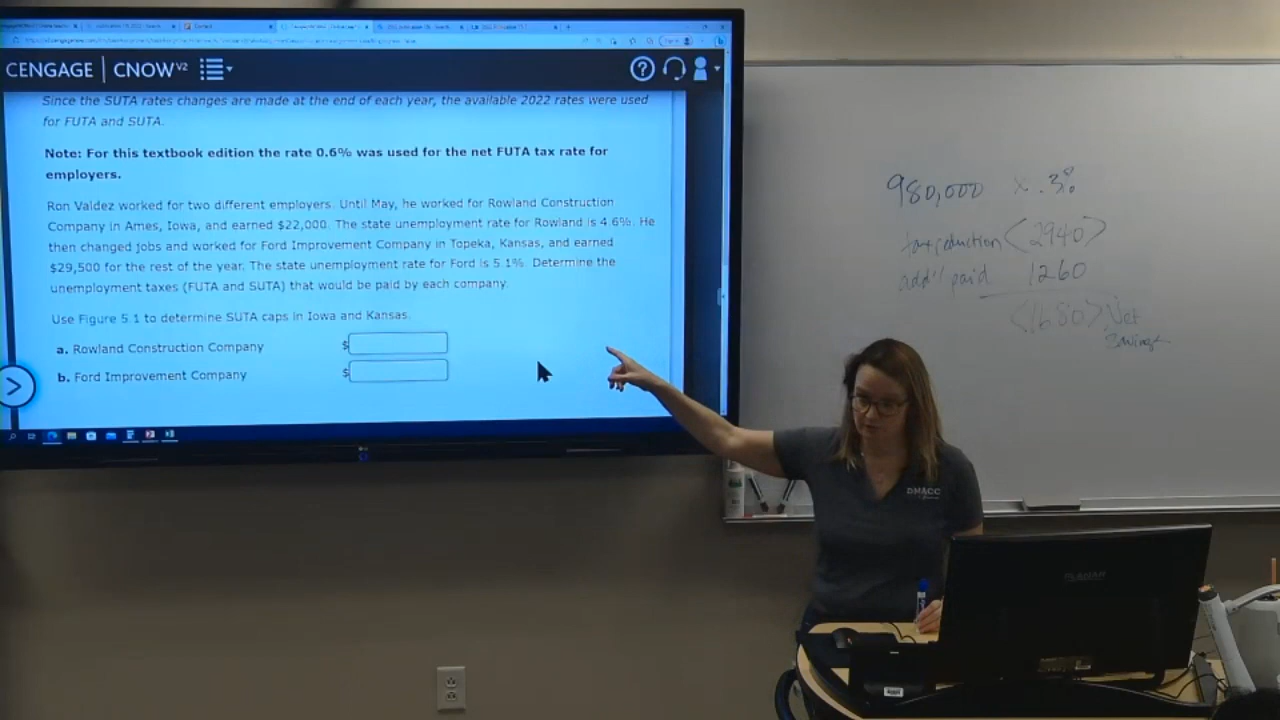 CENGAGE | CNOWV2
Since the SUTA rates changes are made at the end of each year, the available 2022 rates were used
for FUTA and SUTA.
Note: For this textbook edition the rate 0.6% was used for the net FUTA tax rate for
employers.
Ron Valdez worked for two different employers. Until May, he worked for Rowland Construction
Company in Ames, Iowa, and earned $22,000. The state unemployment rate for Rowland is 4.6%. He
then changed jobs and worked for Ford Improvement Company in Topeka, Kansas, and earned
$29,500 for the rest of the year. The state unemployment rate for Ford is 5.1%. Determine the
unemployment taxes (FUTA and SUTA) that would be paid by each company.
Use Figure 5.1 to determine SUTA caps in Iowa and Kansas.
a. Rowland Construction Company $
b. Ford Improvement Company $
980,000 x .3%
tax reduction <2940>
add'l paid 1260
<1680> Net
Savings
DMACC